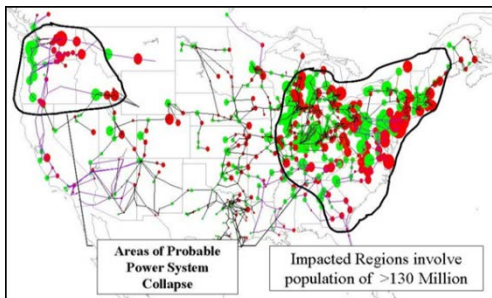 Areas of Probable
Power System
Collapse
Impacted Regions involve
population of >130 Million